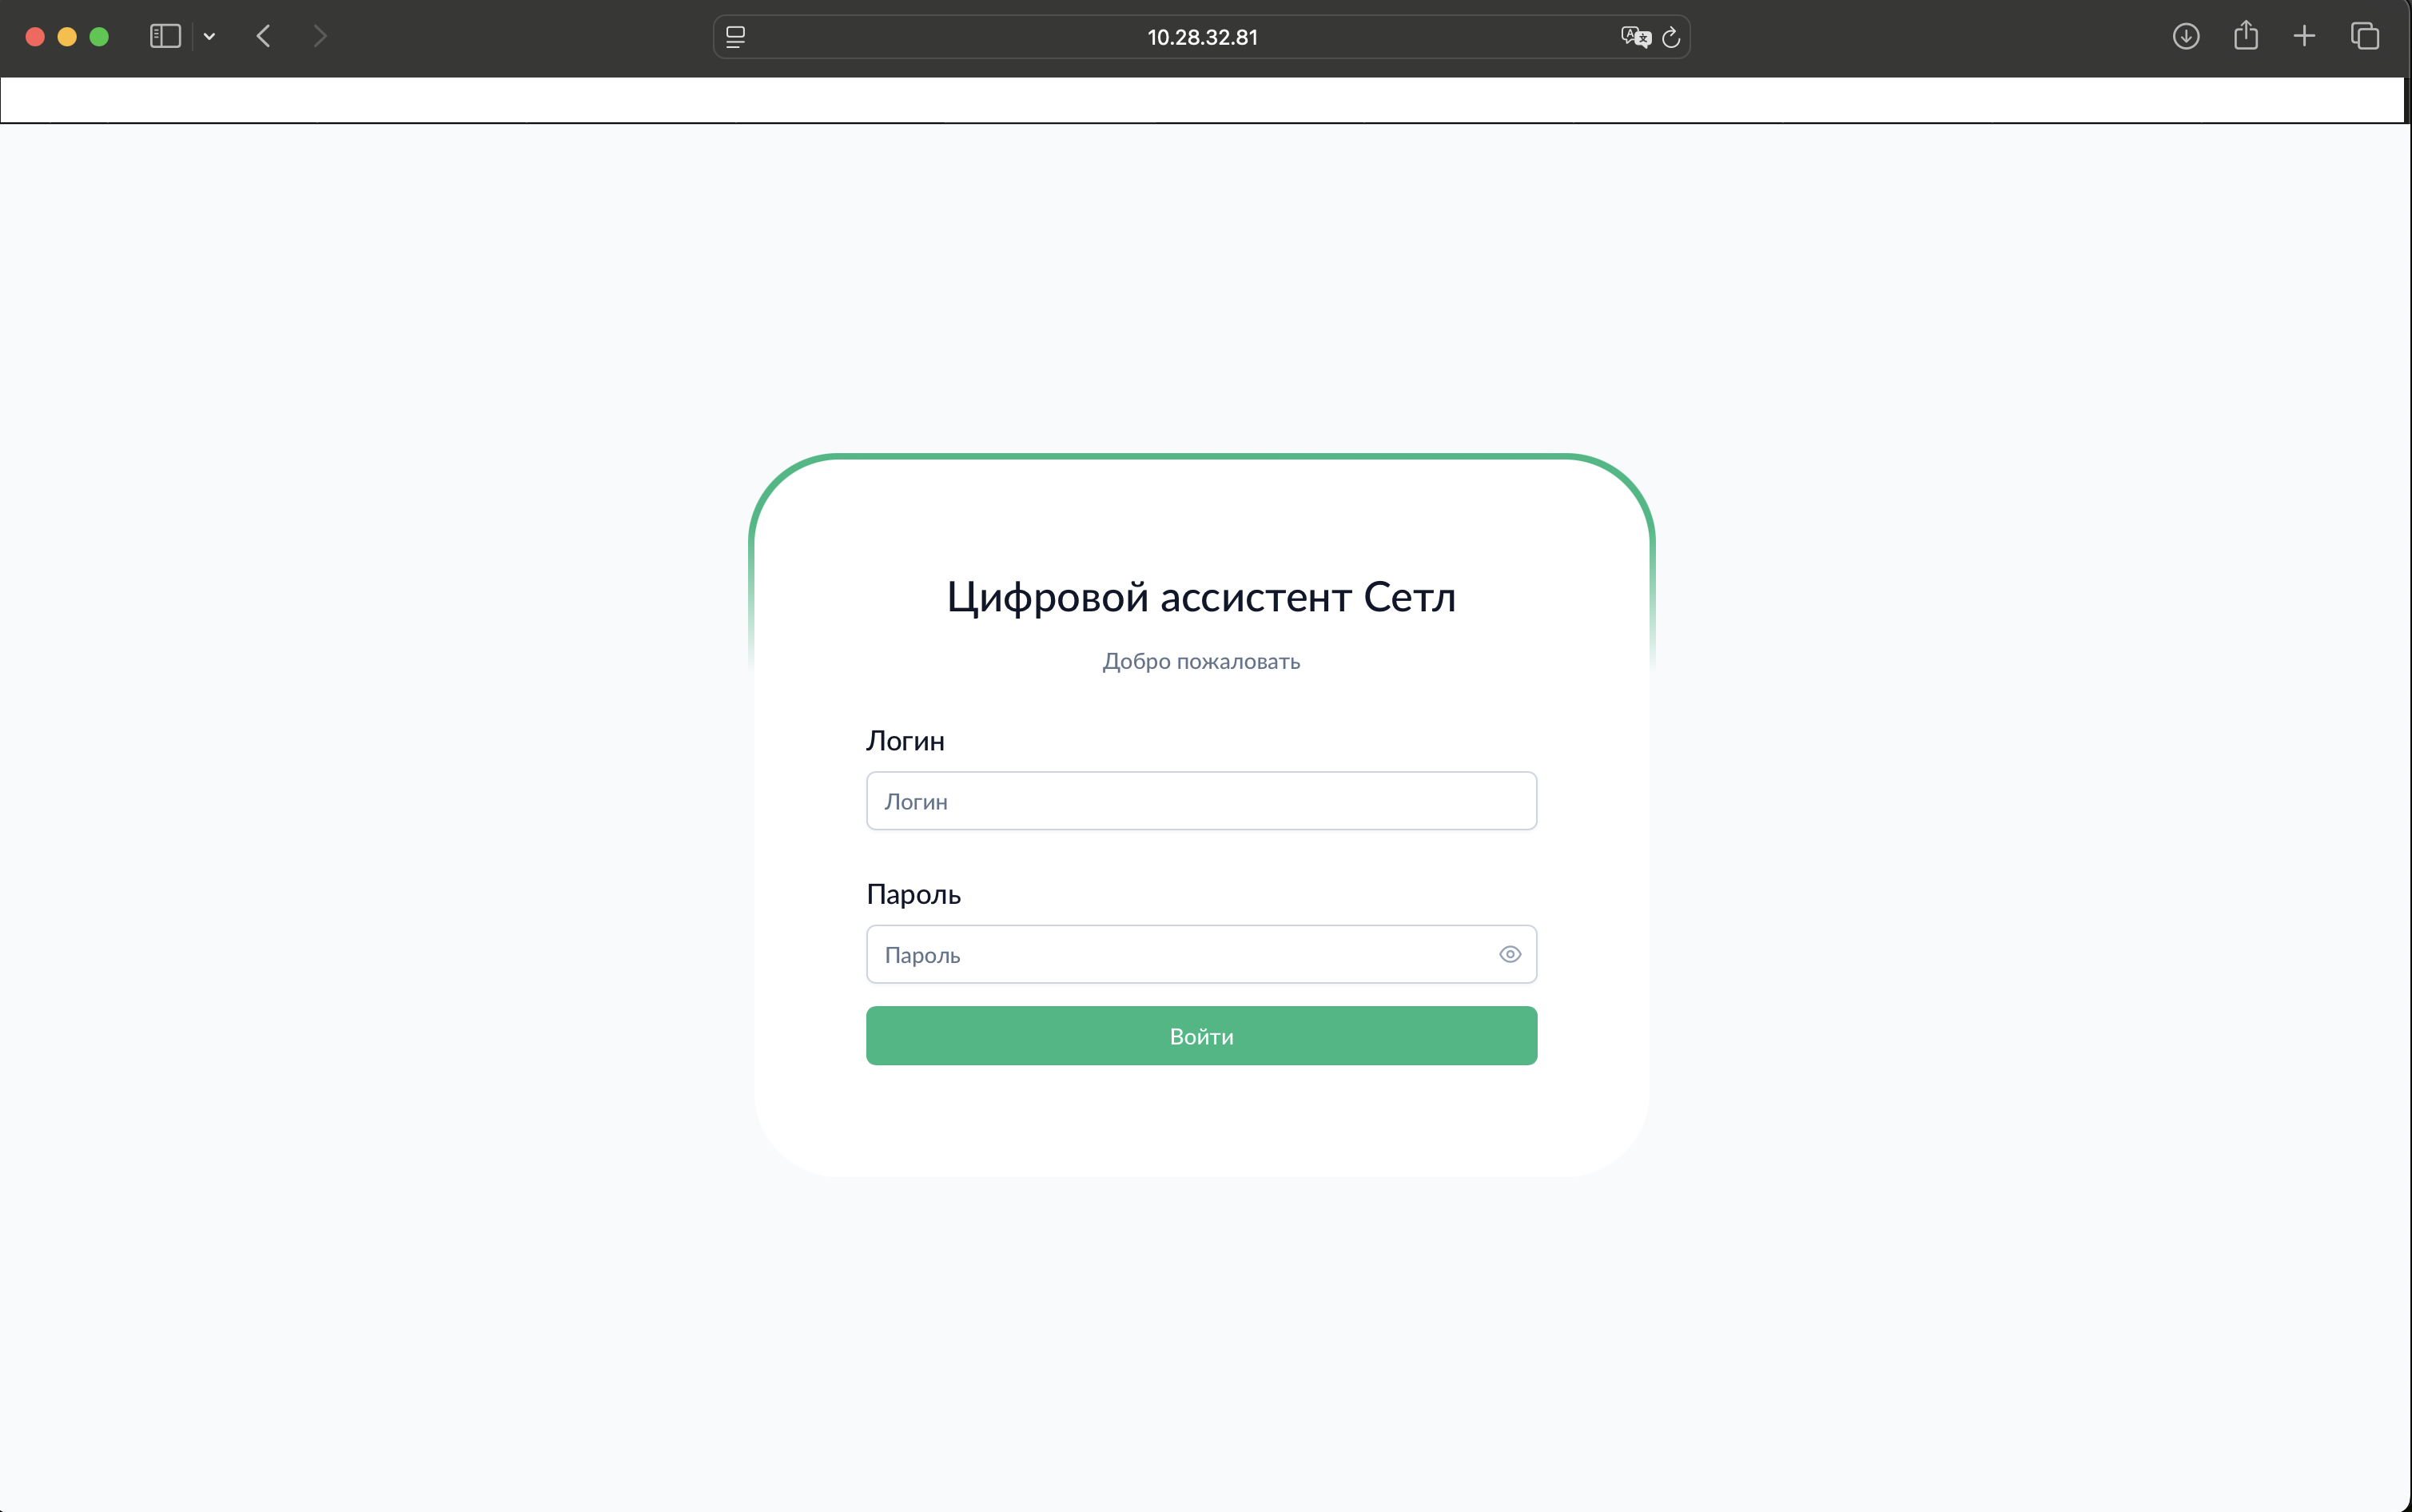 10.28.32.81
Цифровой ассистент Сетл
Добро пожаловать
Логин
Логин
Пароль
Пароль
Войти